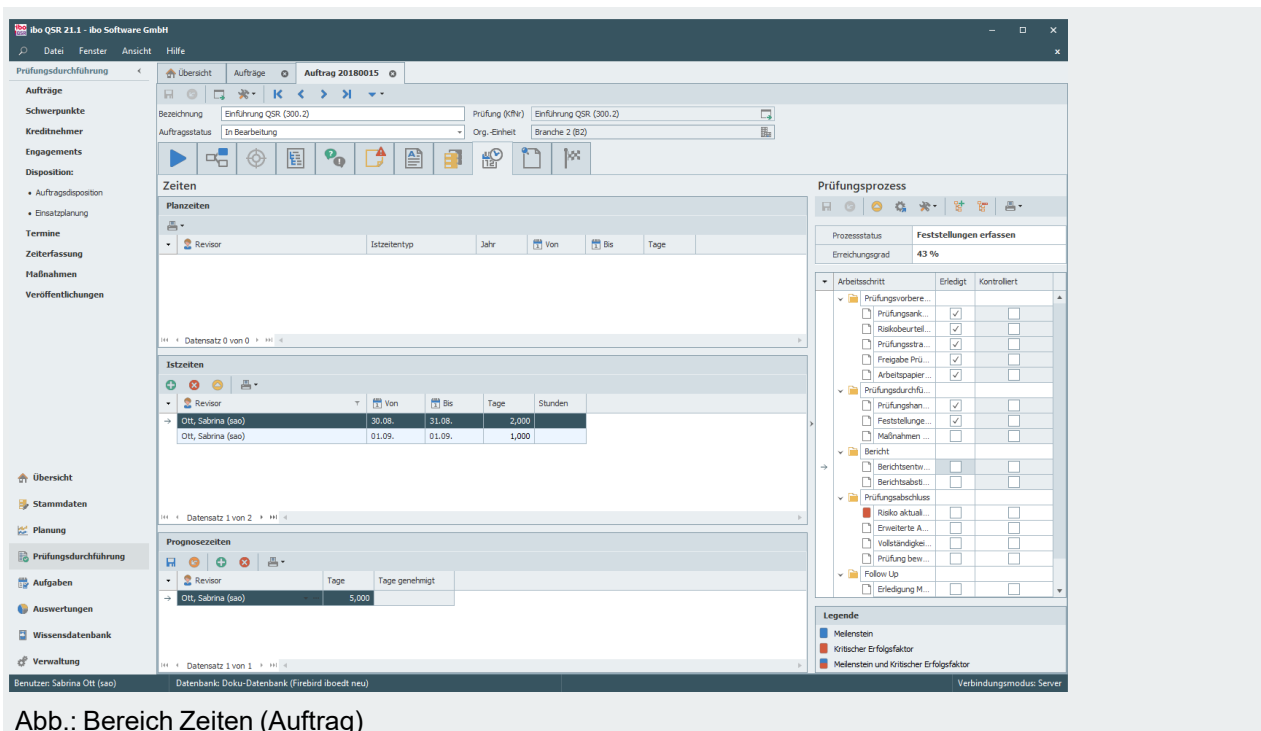 ibo QSR 21.1 - ibo Software GmbH
Datei Fenster Ansicht Hilfe
Prüfungsdurchführung
Aufträge
Schwerpunkte
Kreditnehmer
Engagements
Disposition:
• Auftragsdisposition
• Einsatzplanung
Termine
Zeiterfassung
Maßnahmen
Veröffentlichungen
Übersicht
Stammdaten
Planung
Prüfungsdurchführung
Aufgaben
Auswertungen
Wissensdatenbank
Verwaltung
Übersicht Aufträge Auftrag 20180015
Bezeichnung Einführung QSR (300.2) Prüfung (KfNr) Einführung QSR (300.2)
Auftragsstatus In Bearbeitung Org.-Einheit Branche 2 (B2)
Zeiten
Planzeiten
Revisor Istzeitentyp Jahr Von Bis Tage
Datensatz 0 von 0
Istzeiten
Revisor Von Bis Tage Stunden
Ott, Sabrina (sao) 30.08. 31.08. 2,000
Ott, Sabrina (sao) 01.09. 01.09. 1,000
Datensatz 1 von 2
Prognosezeiten
Revisor Tage Tage genehmigt
Ott, Sabrina (sao) 5,000
Datensatz 1 von 1
Prüfungsprozess
Prozessstatus Feststellungen erfassen
Erreichungsgrad 43 %
Arbeitsschritt Erledigt Kontrolliert
Prüfungsvorbere...
Prüfungsank...
Risikobeurteil...
Prüfungsstra...
Freigabe Prü...
Arbeitspapier...
Prüfungsdurchfü...
Prüfungshan...
Feststellunge...
Maßnahmen ...
Bericht
Berichtsentw...
Berichtsabsti...
Prüfungsabschluss
Risiko aktuali...
Erweiterte A...
Vollständigkei...
Prüfung bew...
Follow Up
Erledigung M...
Legende
Meilenstein
Kritischer Erfolgsfaktor
Meilenstein und Kritischer Erfolgsfaktor
Benutzer: Sabrina Ott (sao) Datenbank: Doku-Datenbank (Firebird iboedt neu) Verbindungsmodus: Server
Abb.: Bereich Zeiten (Auftrag)